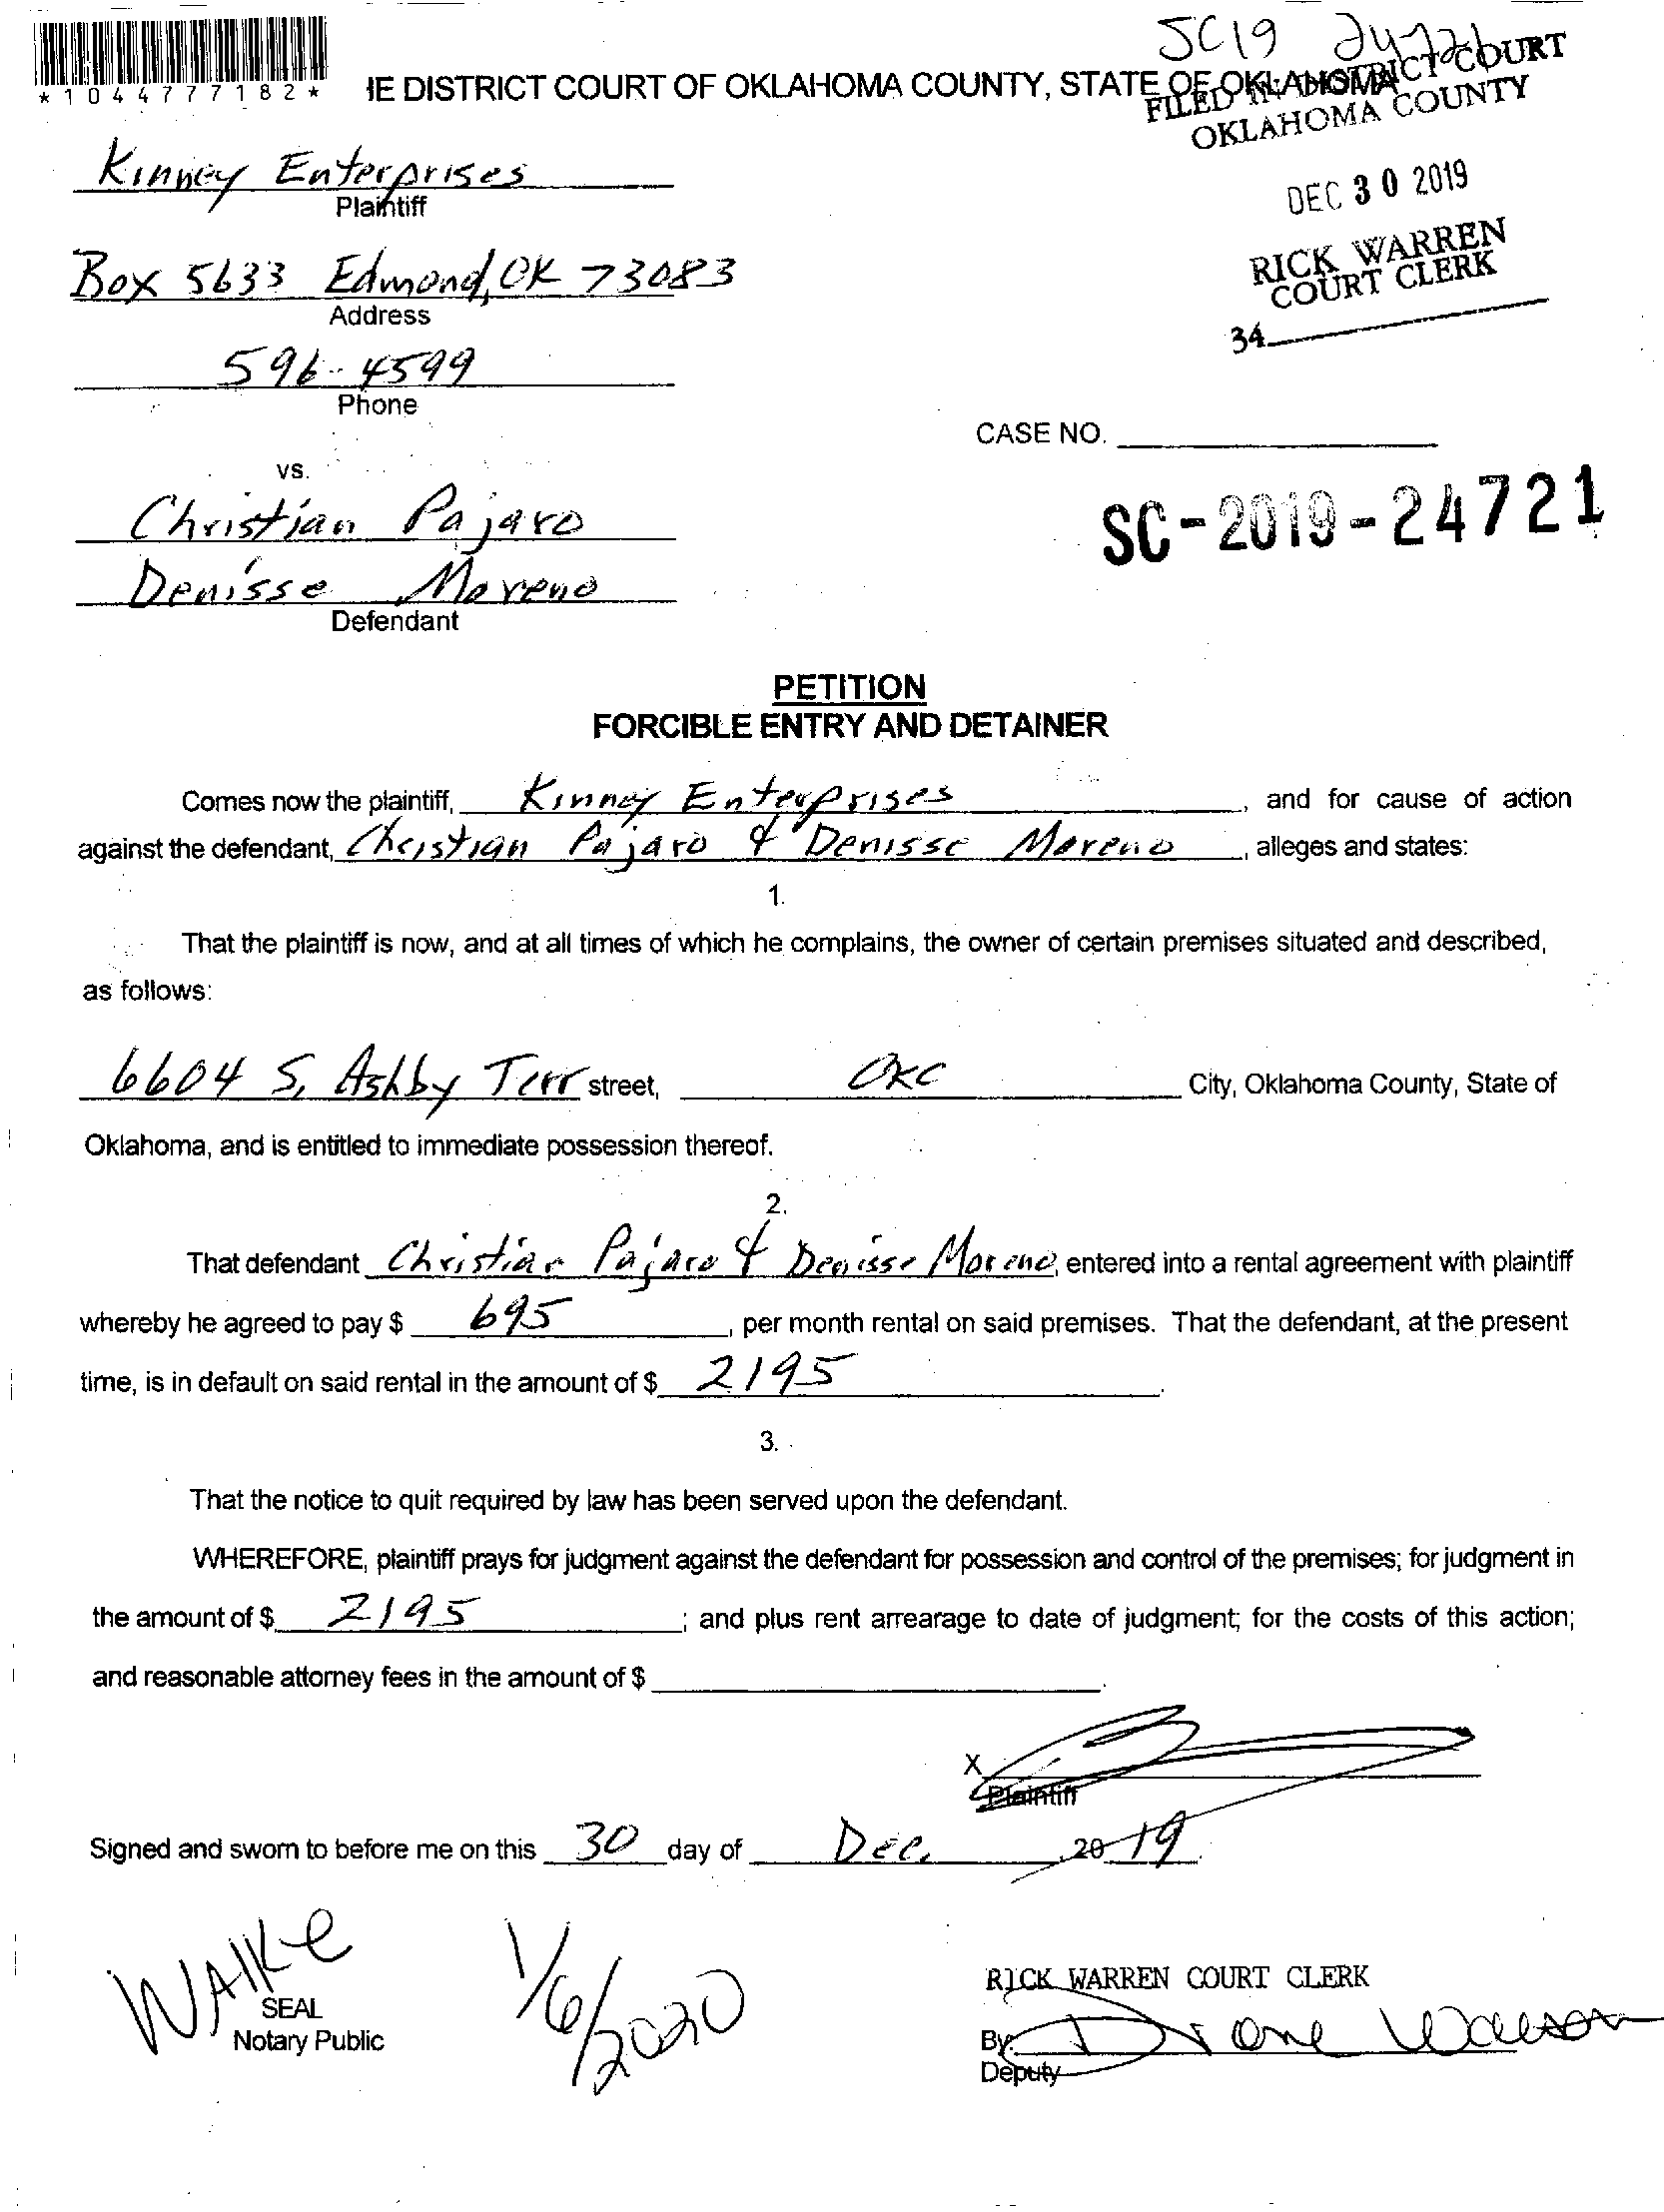 SC19 24721
*1044777182*
IE DISTRICT COURT OF OKLAHOMA COUNTY, STATE OF OKLAHOMA
FILED IN DISTRICT COURT
OKLAHOMA COUNTY
Kinney Enterprises
Plaintiff
DEC 30 2019
RICK WARREN
COURT CLERK
34
Box 5633 Edmond, OK 73083
Address
596-4599
Phone
CASE NO.
SC-2019-24721
vs.
Christian Pajaro
Denisse Moreno
Defendant
PETITION
FORCIBLE ENTRY AND DETAINER
Comes now the plaintiff, Kinney Enterprises, and for cause of action
against the defendant, Christian Pajaro & Denisse Moreno, alleges and states:
1.
That the plaintiff is now, and at all times of which he complains, the owner of certain premises situated and described,
as follows:
6604 S. Ashby Terr street, OKC City, Oklahoma County, State of
Oklahoma, and is entitled to immediate possession thereof.
2.
That defendant Christian Pajaro & Denisse Moreno, entered into a rental agreement with plaintiff
whereby he agreed to pay $ 695, per month rental on said premises. That the defendant, at the present
time, is in default on said rental in the amount of $ 2195.
3.
That the notice to quit required by law has been served upon the defendant.
WHEREFORE, plaintiff prays for judgment against the defendant for possession and control of the premises; for judgment in
the amount of $ 2195; and plus rent arrearage to date of judgment; for the costs of this action;
and reasonable attorney fees in the amount of $.
X
Plaintiff
Signed and sworn to before me on this 30 day of Dec., 2019.
WAlke
1/6/2020
SEAL
Notary Public
RICK WARREN COURT CLERK
By:
Deputy